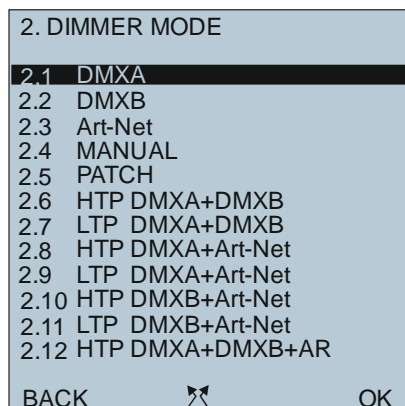 2. DIMMER MODE
2.1 DMXA
2.2 DMXB
2.3 Art-Net
2.4 MANUAL
2.5 PATCH
2.6 HTP DMXA+DMXB
2.7 LTP DMXA+DMXB
2.8 HTP DMXA+Art-Net
2.9 LTP DMXA+Art-Net
2.10 HTP DMXB+Art-Net
2.11 LTP DMXB+Art-Net
2.12 HTP DMXA+DMXB+AR
BACK OK